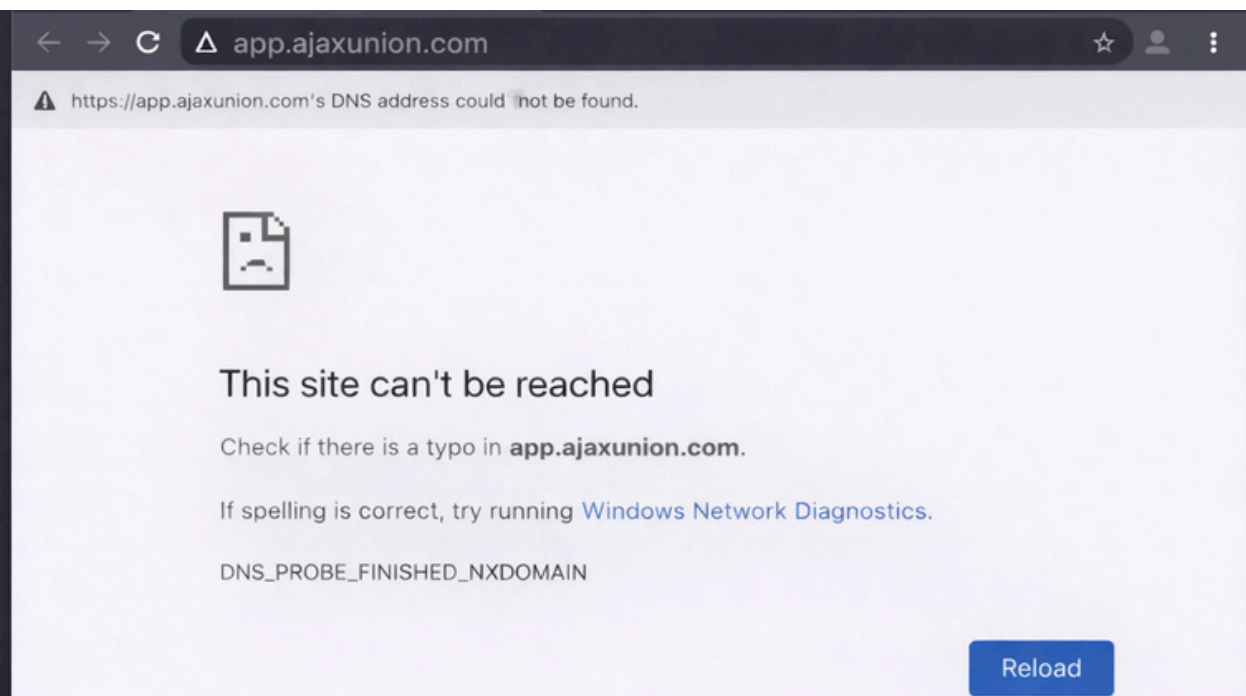 app.ajaxunion.com
https://app.ajaxunion.com's DNS address could not be found.
This site can't be reached
Check if there is a typo in app.ajaxunion.com.
If spelling is correct, try running Windows Network Diagnostics.
DNS_PROBE_FINISHED_NXDOMAIN
Reload